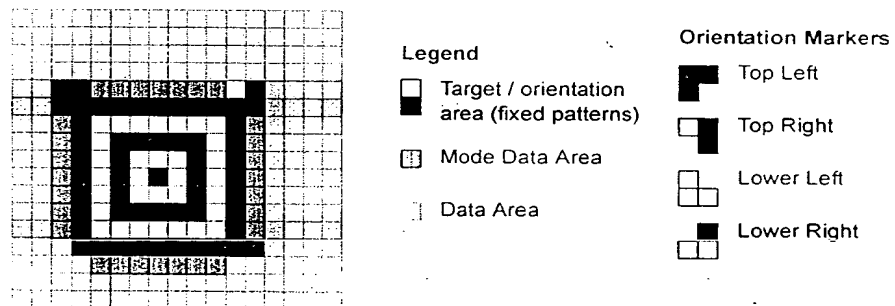 Legend
Target / orientation
area (fixed patterns)
Mode Data Area
Data Area
Orientation Markers
Top Left
Top Right
Lower Left
Lower Right